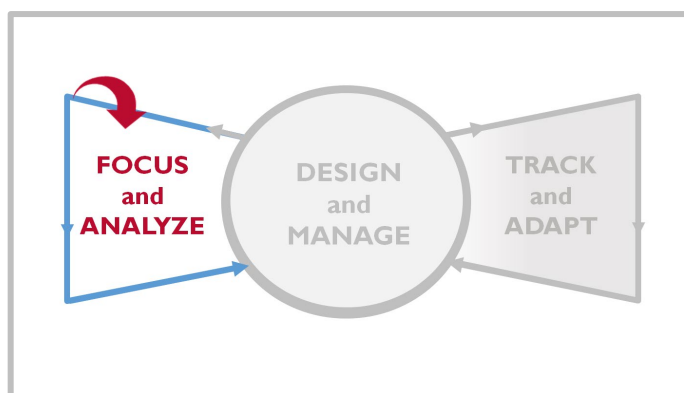 FOCUS
and
ANALYZE
DESIGN
and
MANAGE
TRACK
and
ADAPT